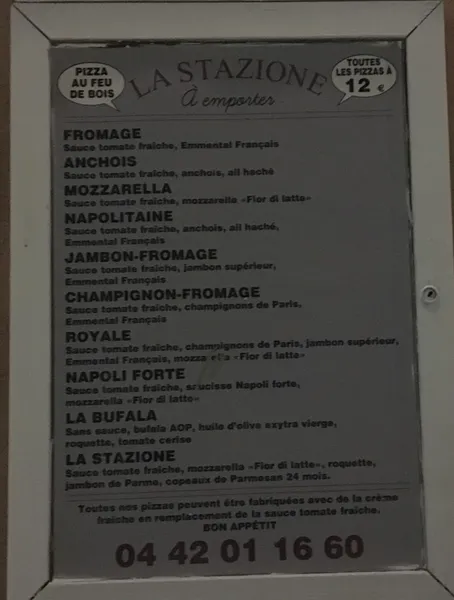 PIZZA
AU FEU
DE BOIS
LA STAZIONE
À emporter
TOUTES
LES PIZZAS À
12 €
FROMAGE
Sauce tomate fraîche, Emmental Français
ANCHOIS
Sauce tomate fraîche, anchois, ail haché
MOZZARELLA
Sauce tomate fraîche, mozzarella «Fior di latte»
NAPOLITAINE
Sauce tomate fraîche, anchois, ail haché,
Emmental Français
JAMBON-FROMAGE
Sauce tomate fraîche, jambon supérieur,
Emmental Français
CHAMPIGNON-FROMAGE
Sauce tomate fraîche, champignons de Paris,
Emmental Français
ROYALE
Sauce tomate fraîche, champignons de Paris, jambon supérieur,
Emmental Français, mozzarella «Fior di latte»
NAPOLI FORTE
Sauce tomate fraîche, saucisse Napoli forte,
mozzarella «Fior di latte»
LA BUFALA
Sans sauce, bufala AOP, huile d'olive exytra vierge,
roquette, tomate cerise
LA STAZIONE
Sauce tomate fraîche, mozzarella «Fior di latte», roquette,
jambon de Parme, copeaux de Parmesan 24 mois.
Toutes nos pizzas peuvent être fabriquées avec de la crème
fraîche en remplacement de la sauce tomate fraîche.
BON APPÉTIT
04 42 01 16 60